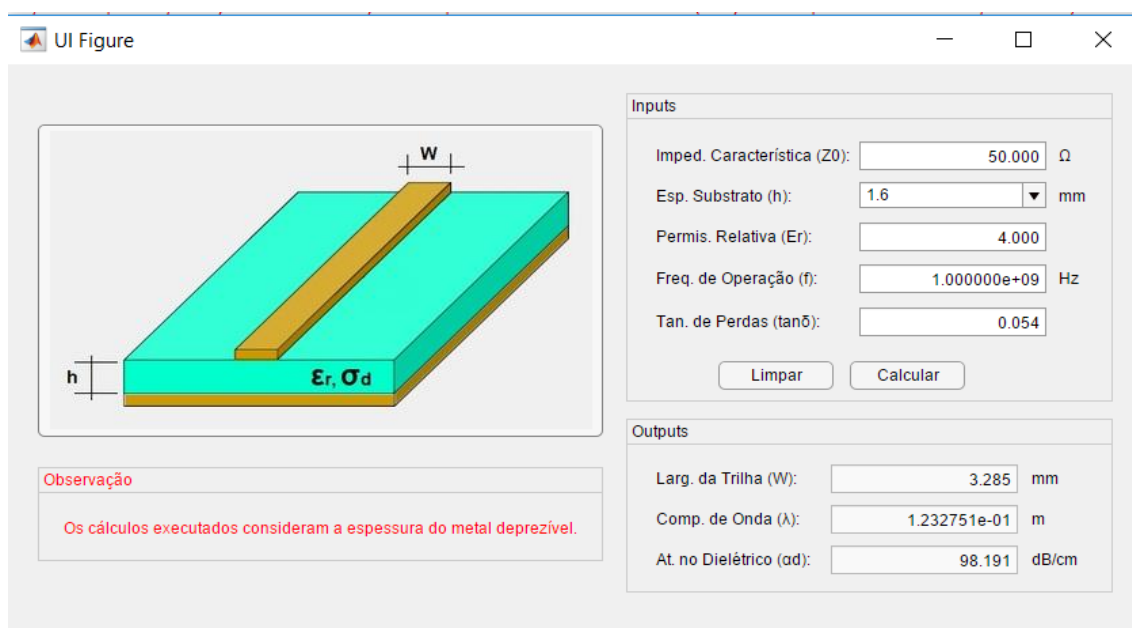 UI Figure
W
h
εr, σd
Observação
Os cálculos executados consideram a espessura do metal deprezível.
Inputs
Imped. Característica (Z0): 50.000 Ω
Esp. Substrato (h): 1.6 mm
Permis. Relativa (Er): 4.000
Freq. de Operação (f): 1.000000e+09 Hz
Tan. de Perdas (tanδ): 0.054
Limpar Calcular
Outputs
Larg. da Trilha (W): 3.285 mm
Comp. de Onda (λ): 1.232751e-01 m
At. no Dielétrico (αd): 98.191 dB/cm